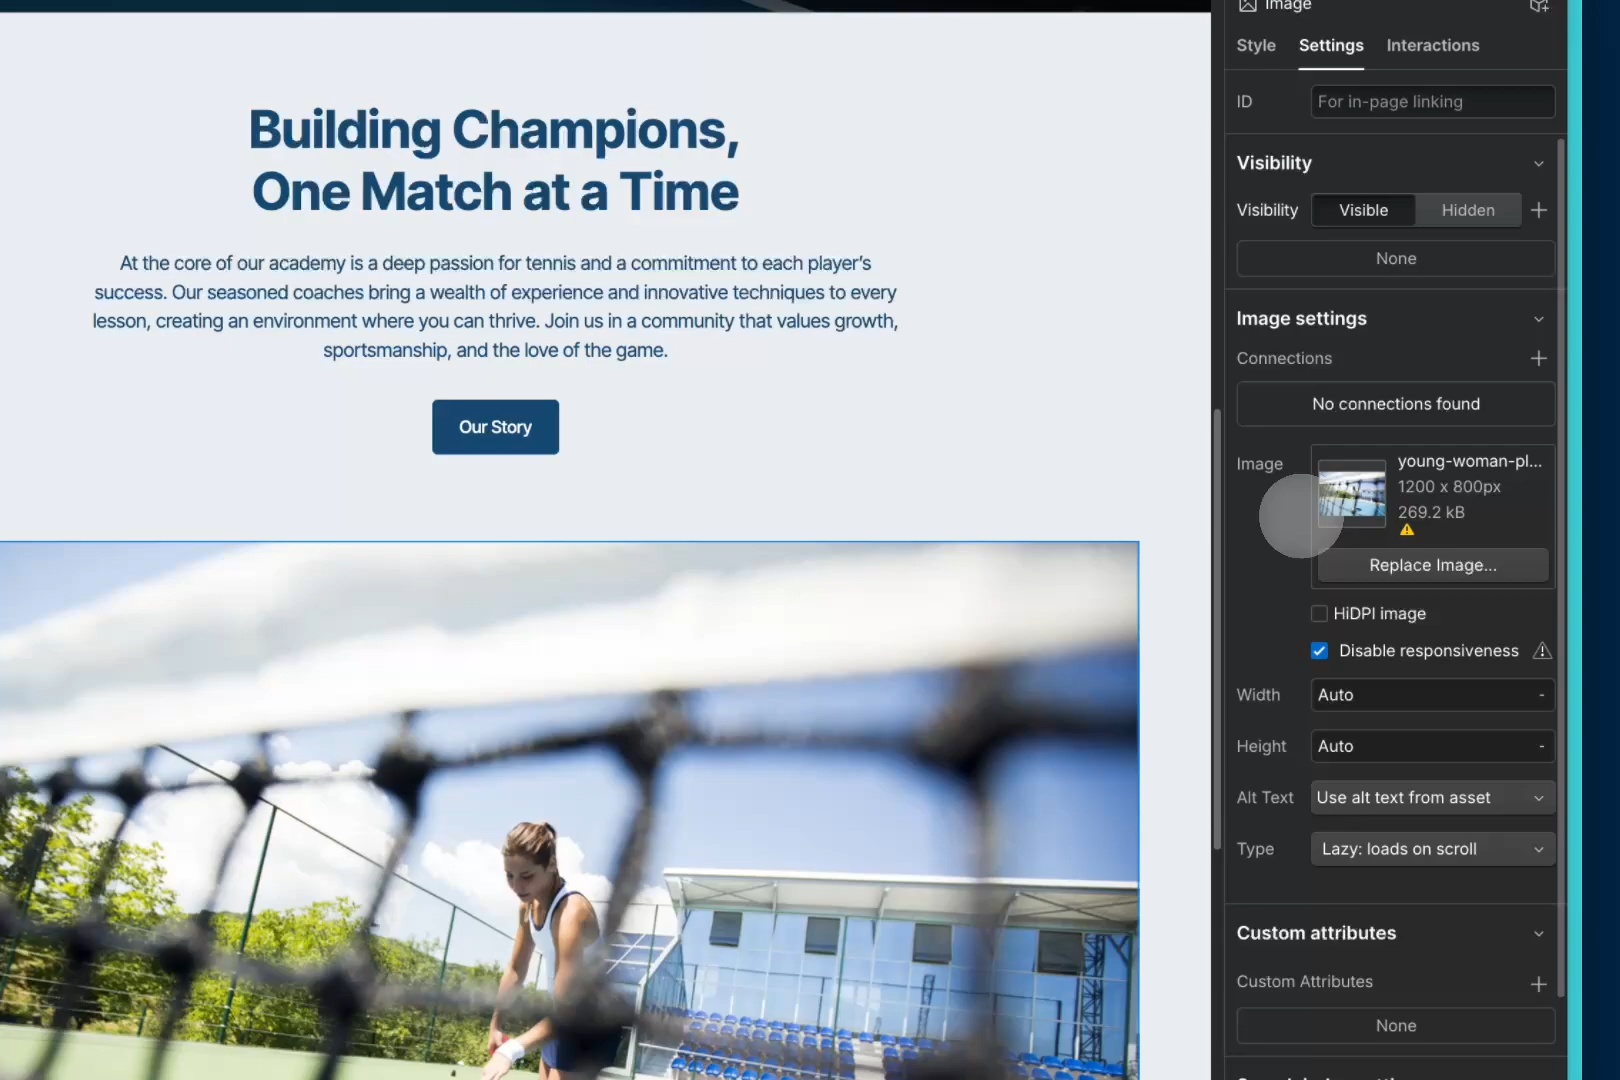 Image
Style Settings Interactions
ID For in-page linking
Visibility
Visibility Visible Hidden
None
Image settings
Connections
No connections found
Image young-woman-pl...
1200 x 800px
269.2 kB
Replace Image...
HiDPI image
Disable responsiveness
Width Auto -
Height Auto -
Alt Text Use alt text from asset
Type Lazy: loads on scroll
Custom attributes
Custom Attributes
None
Building Champions,
One Match at a Time
At the core of our academy is a deep passion for tennis and a commitment to each player’s
success. Our seasoned coaches bring a wealth of experience and innovative techniques to every
lesson, creating an environment where you can thrive. Join us in a community that values growth,
sportsmanship, and the love of the game.
Our Story